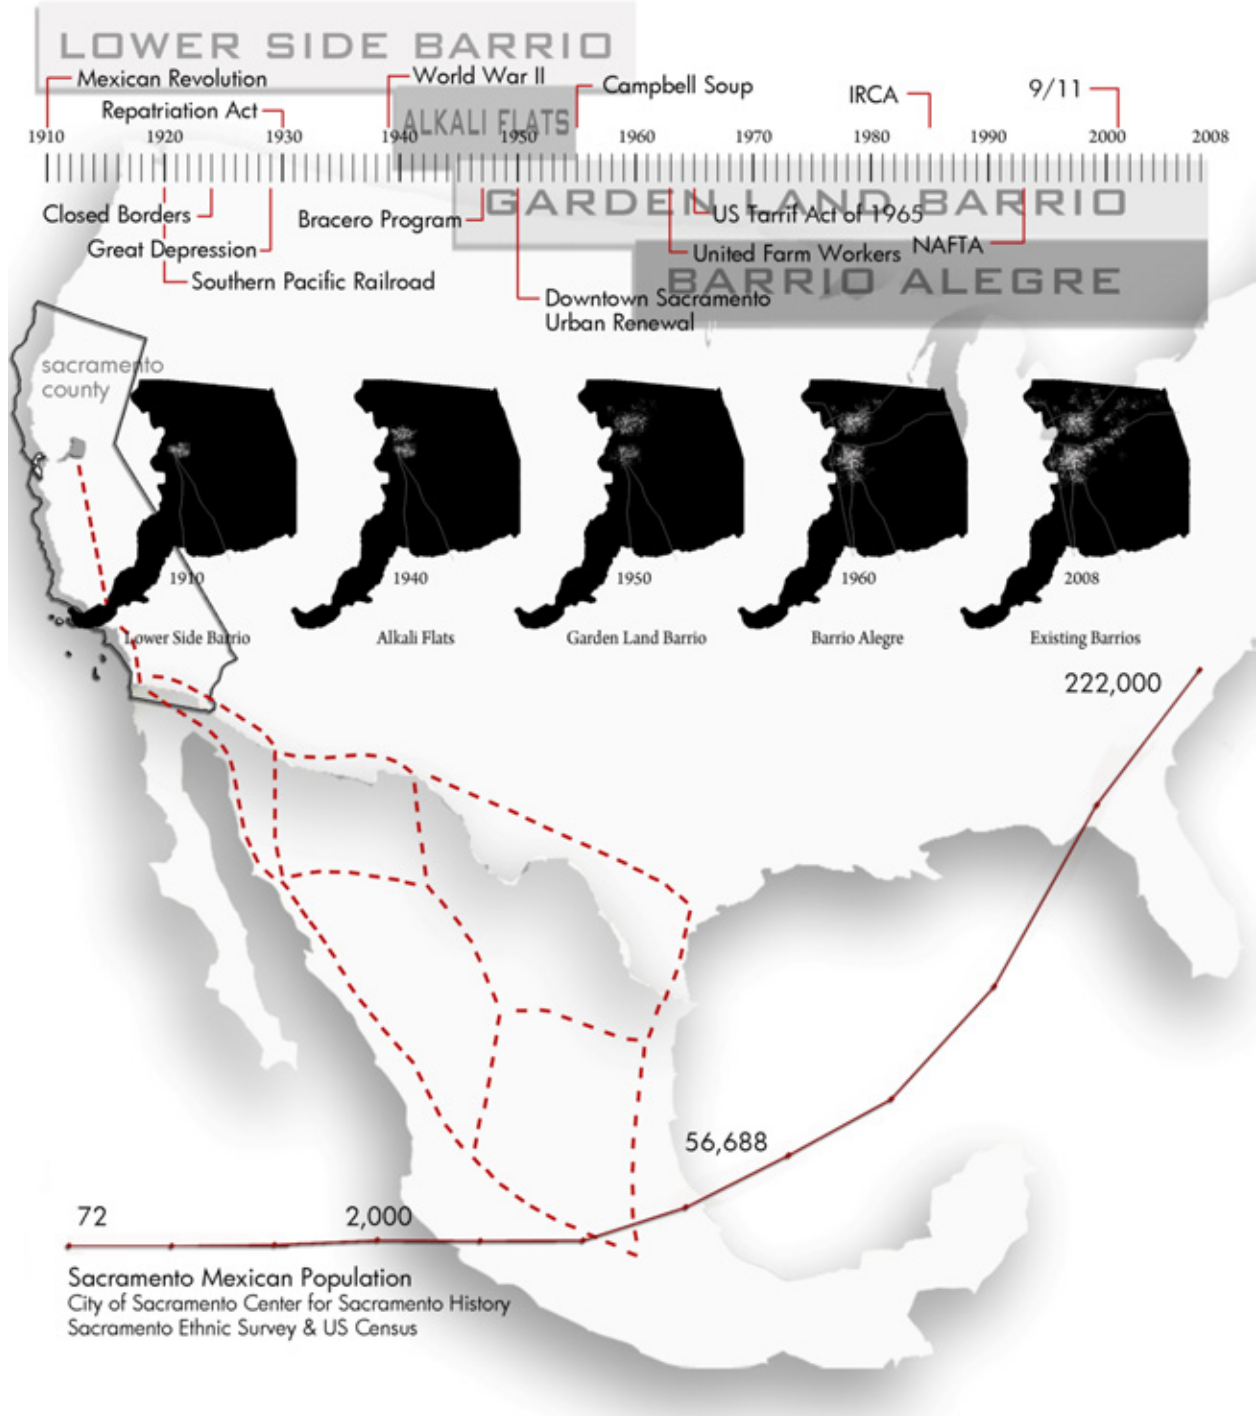 LOWER SIDE BARRIO
Mexican Revolution
World War II
Campbell Soup
IRCA
9/11
Repatriation Act
ALKALI FLATS
1910 1920 1930 1940 1950 1960 1970 1980 1990 2000 2008
GARDEN LAND BARRIO
Closed Borders
Bracero Program
US Tarrif Act of 1965
Great Depression
United Farm Workers
NAFTA
Southern Pacific Railroad
BARRIO ALEGRE
Downtown Sacramento
Urban Renewal
sacramento
county
1910 1940 1950 1960 2008
Lower Side Barrio Alkali Flats Garden Land Barrio Barrio Alegre Existing Barrios
222,000
56,688
72
2,000
Sacramento Mexican Population
City of Sacramento Center for Sacramento History
Sacramento Ethnic Survey & US Census